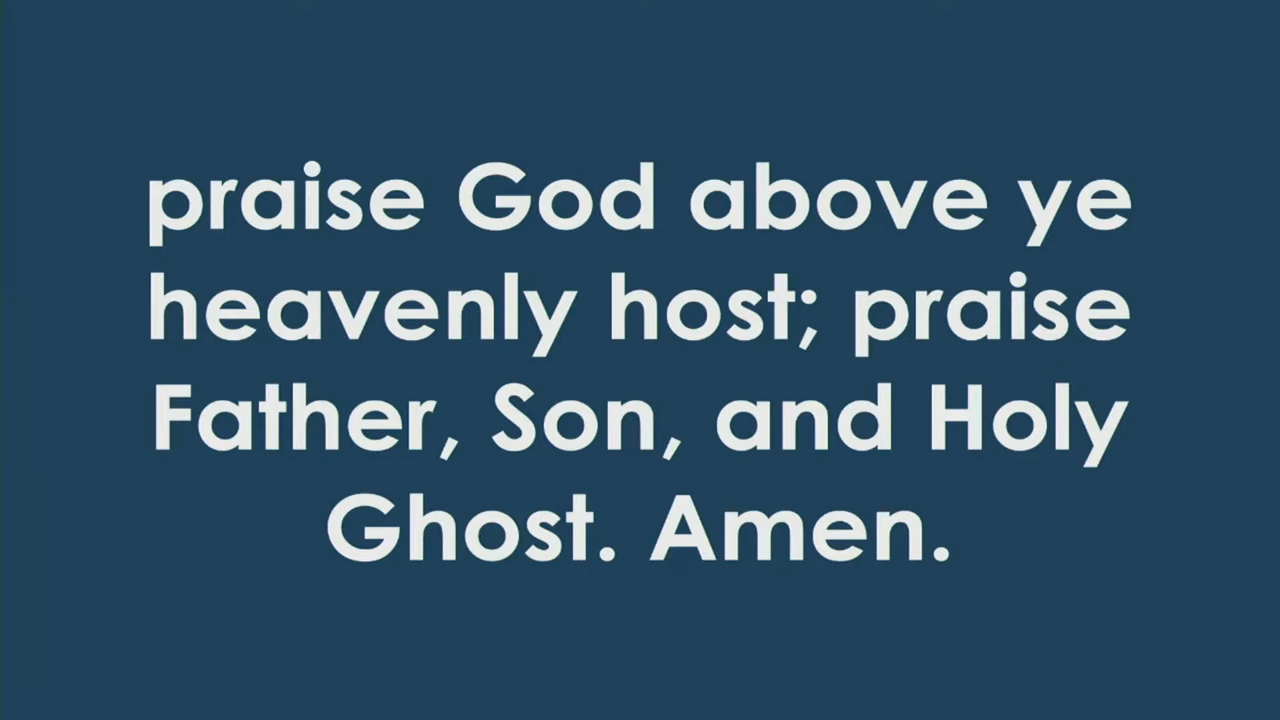 praise God above ye
heavenly host; praise
Father, Son, and Holy
Ghost. Amen.